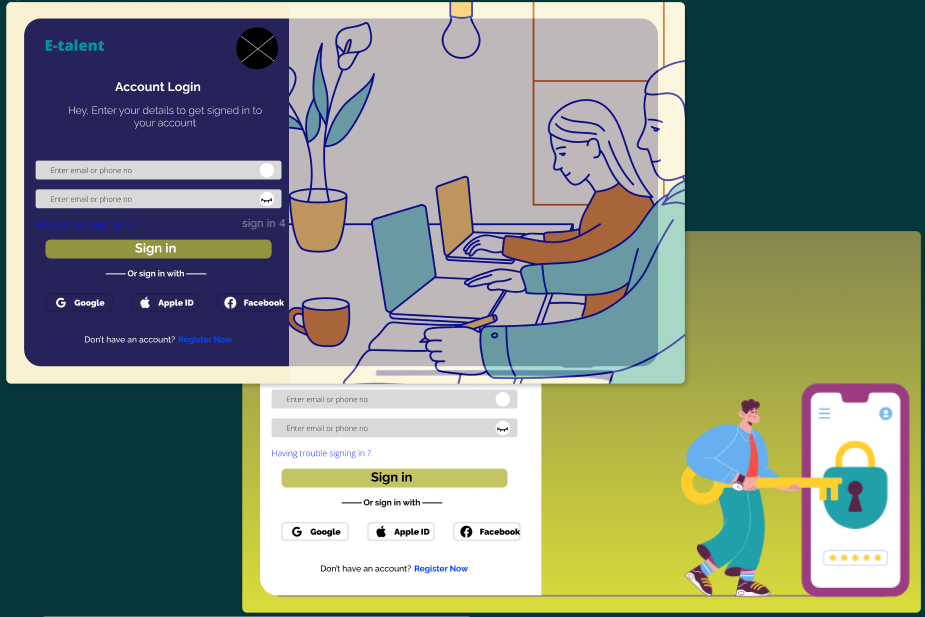 E-talent
Account Login
Hey, Enter your details to get signed in to
your account
Enter email or phone no
Enter email or phone no
sign in 4
Sign in
Or sign in with
Google
Apple ID
Facebook
Don't have an account? Register Now
Enter email or phone no
Enter email or phone no
Having trouble signing in ?
Sign in
Or sign in with
Google
Apple ID
Facebook
Don't have an account? Register Now